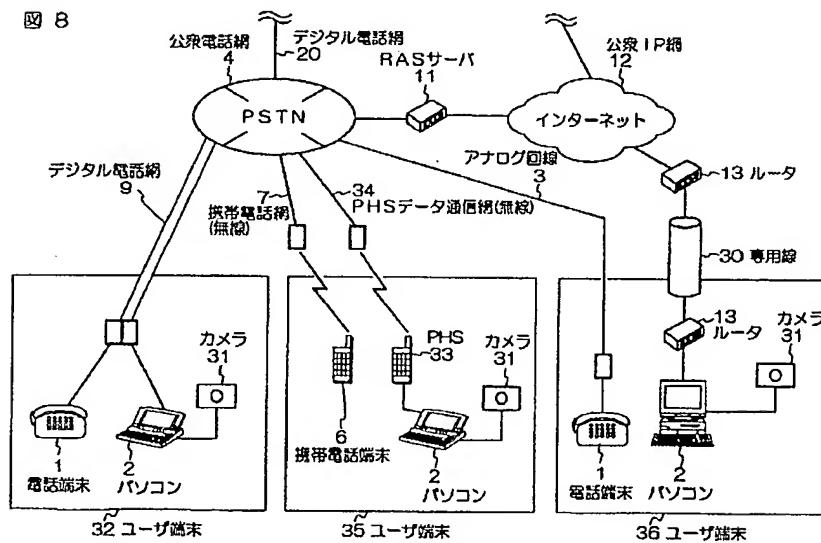 図 8
デジタル電話網
20
公衆電話網
4
RASサーバ
11
公衆IP網
12
PSTN
インターネット
デジタル電話網
9
7
携帯電話網
(無線)
34
PHSデータ通信網(無線)
アナログ回線
3
13 ルータ
30 専用線
13
ルータ
カメラ
31
PHS
33
カメラ
31
カメラ
31
1
電話端末
2
パソコン
6
携帯電話端末
2
パソコン
1
電話端末
2
パソコン
32 ユーザ端末
35 ユーザ端末
36 ユーザ端末